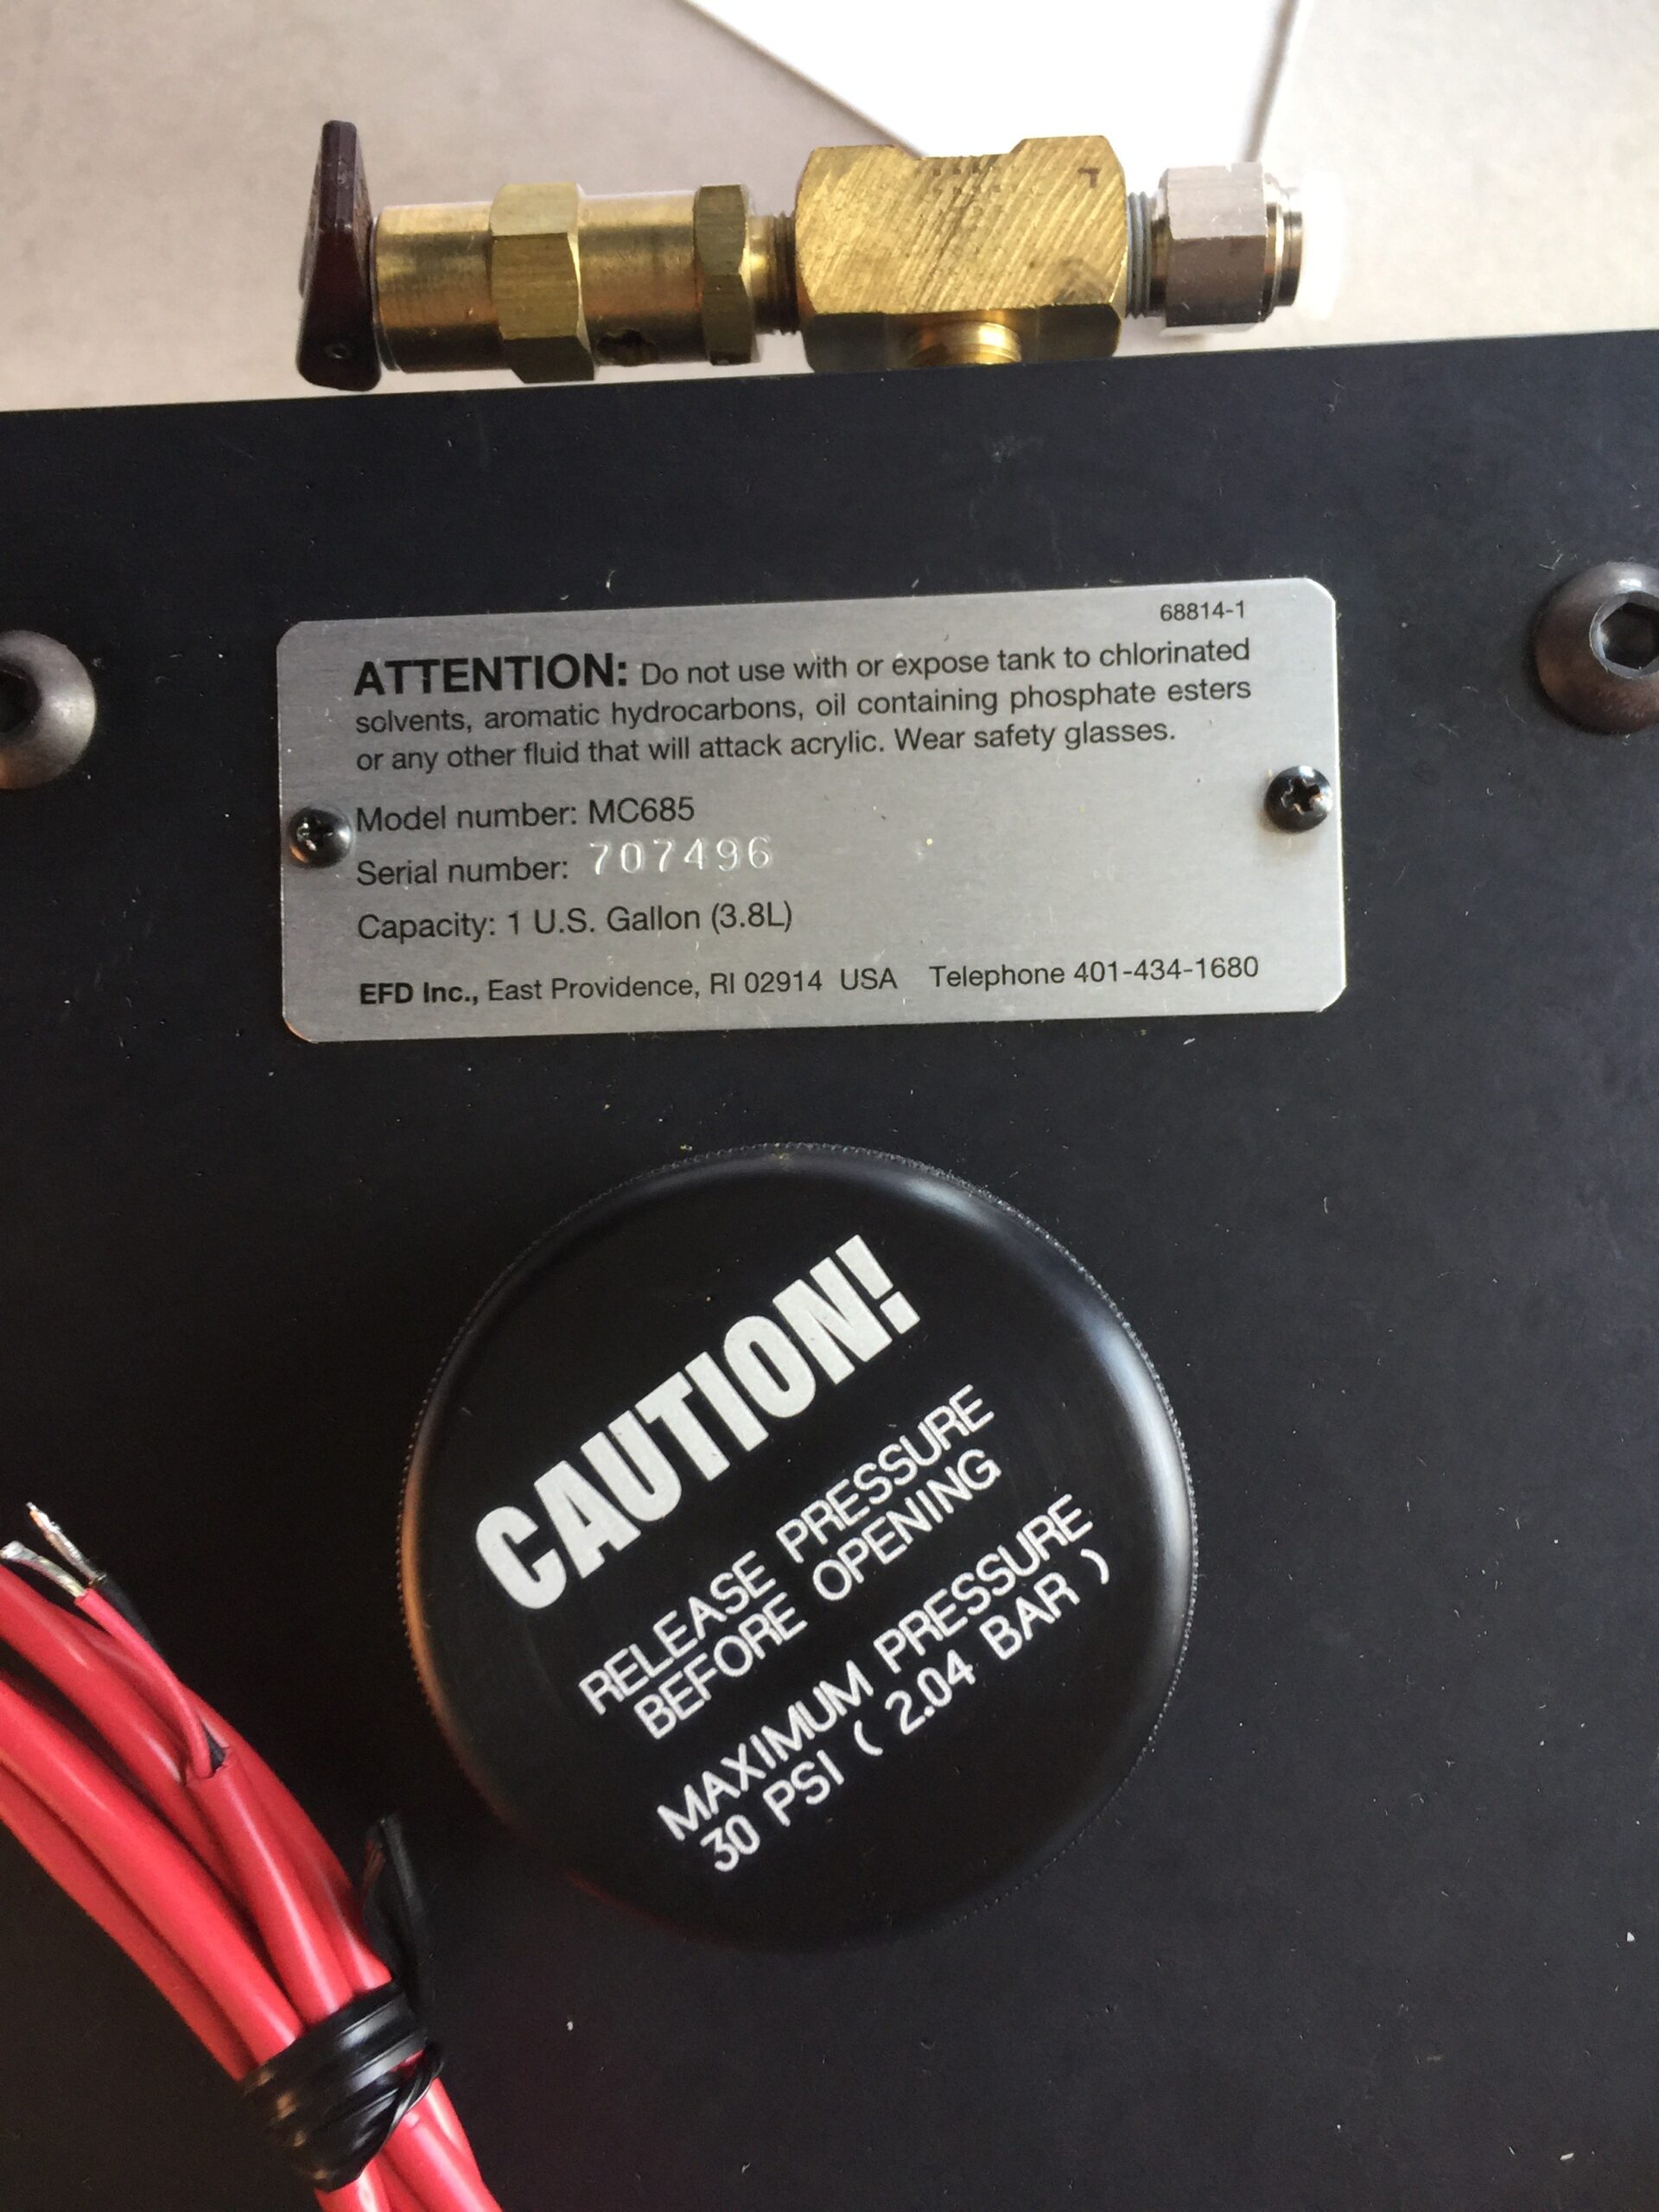 68814-1
ATTENTION: Do not use with or expose tank to chlorinated
solvents, aromatic hydrocarbons, oil containing phosphate esters
or any other fluid that will attack acrylic. Wear safety glasses.
Model number: MC685
Serial number: 707496
Capacity: 1 U.S. Gallon (3.8L)
EFD Inc., East Providence, RI 02914 USA Telephone 401-434-1680
CAUTION!
RELEASE PRESSURE
BEFORE OPENING
MAXIMUM PRESSURE
30 PSI ( 2.04 BAR )